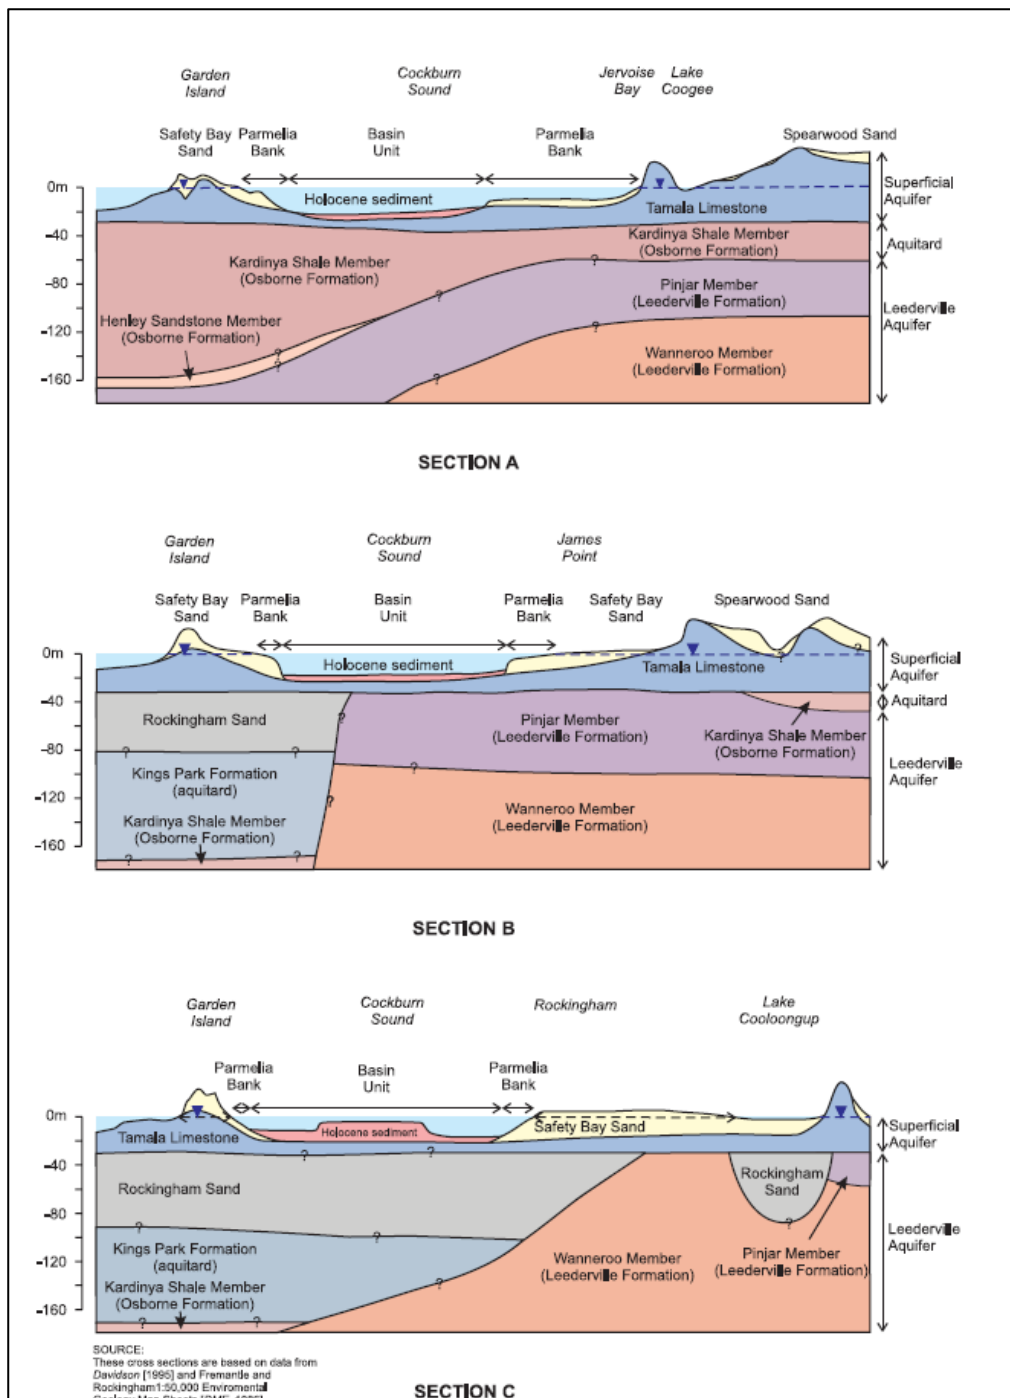 Garden
Island
Cockburn
Sound
Jervoise
Bay
Lake
Coogee
Safety Bay
Sand
Parmelia
Bank
Basin
Unit
Parmelia
Bank
Spearwood Sand
0m
Holocene sediment
Tamala Limestone
Superficial
Aquifer
-40
Kardinya Shale Member
(Osborne Formation)
Kardinya Shale Member
(Osborne Formation)
Aquitard
-80
Pinjar Member
(Leederville Formation)
Leederville
Aquifer
Henley Sandstone Member
(Osborne Formation)
-120
Wanneroo Member
(Leederville Formation)
-160
?
?
?
?
?
?
SECTION A
Garden
Island
Cockburn
Sound
James
Point
Safety Bay
Sand
Parmelia
Bank
Basin
Unit
Parmelia
Bank
Safety Bay
Sand
Spearwood Sand
0m
Holocene sediment
Tamala Limestone
?
?
Superficial
Aquifer
-40
Aquitard
Rockingham Sand
?
Pinjar Member
(Leederville Formation)
Kardinya Shale Member
(Osborne Formation)
-80
?
?
?
Leederville
Aquifer
Kings Park Formation
(aquitard)
-120
?
Wanneroo Member
(Leederville Formation)
Kardinya Shale Member
(Osborne Formation)
-160
?
?
SECTION B
Garden
Island
Cockburn
Sound
Rockingham
Lake
Cooloongup
Parmelia
Bank
Basin
Unit
Parmelia
Bank
0m
Tamala Limestone
Holocene sediment
Safety Bay Sand
Superficial
Aquifer
-40
?
?
Rockingham Sand
Rockingham
Sand
-80
?
?
?
Leederville
Aquifer
Kings Park Formation
(aquitard)
Wanneroo Member
(Leederville Formation)
Pinjar Member
(Leederville Formation)
-120
Kardinya Shale Member
(Osborne Formation)
?
-160
?
?
SOURCE:
These cross sections are based on data from
Davidson [1995] and Fremantle and
Rockingham1:50,000 Enviromental
SECTION C